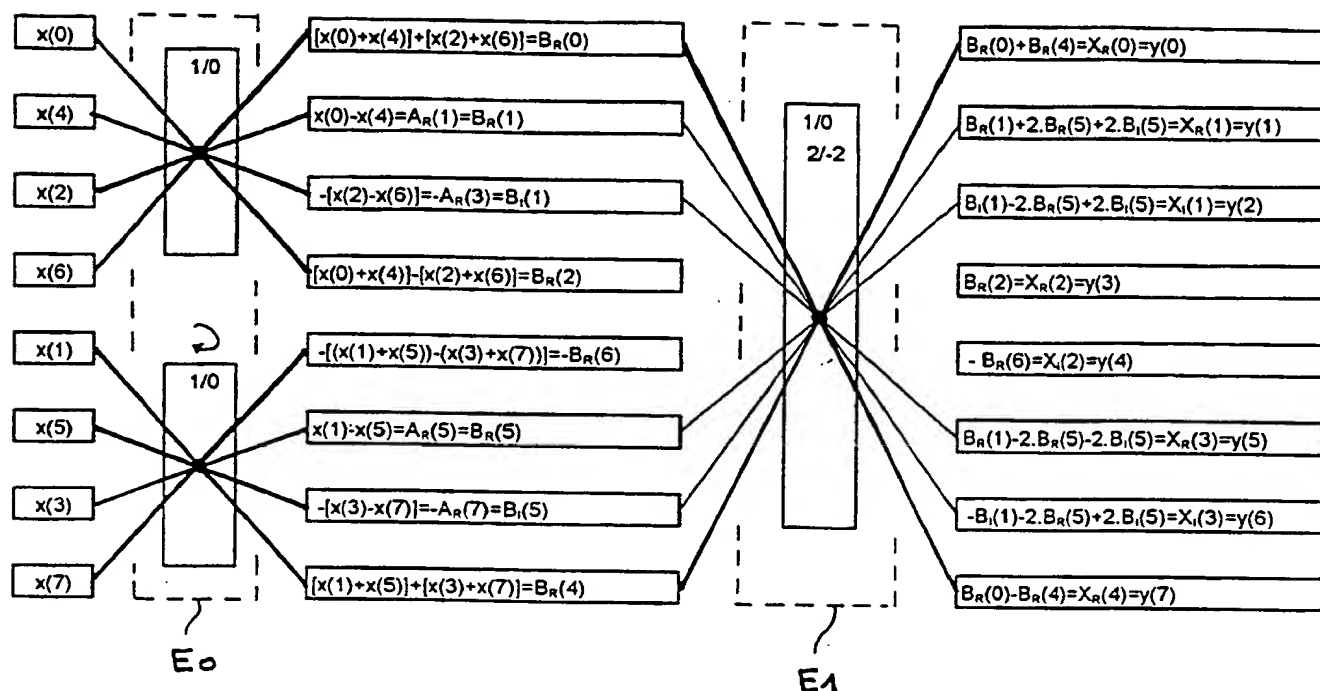 x(0)
x(4)
x(2)
x(6)
x(1)
x(5)
x(3)
x(7)
1/0
1/0
E0
[x(0)+x(4)]+[x(2)+x(6)]=B_R(0)
x(0)-x(4)=A_R(1)=B_R(1)
-[x(2)-x(6)]=-A_R(3)=B_I(1)
[x(0)+x(4)]-[x(2)+x(6)]=B_R(2)
-[(x(1)+x(5))-(x(3)+x(7))]=-B_R(6)
x(1)-x(5)=A_R(5)=B_R(5)
-[x(3)-x(7)]=-A_R(7)=B_I(5)
[x(1)+x(5)]+[x(3)+x(7)]=B_R(4)
1/0
2/-2
E1
B_R(0)+B_R(4)=X_R(0)=y(0)
B_R(1)+2.B_R(5)+2.B_I(5)=X_R(1)=y(1)
B_I(1)-2.B_R(5)+2.B_I(5)=X_I(1)=y(2)
B_R(2)=X_R(2)=y(3)
- B_R(6)=X_I(2)=y(4)
B_R(1)-2.B_R(5)-2.B_I(5)=X_R(3)=y(5)
-B_I(1)-2.B_R(5)+2.B_I(5)=X_I(3)=y(6)
B_R(0)-B_R(4)=X_R(4)=y(7)